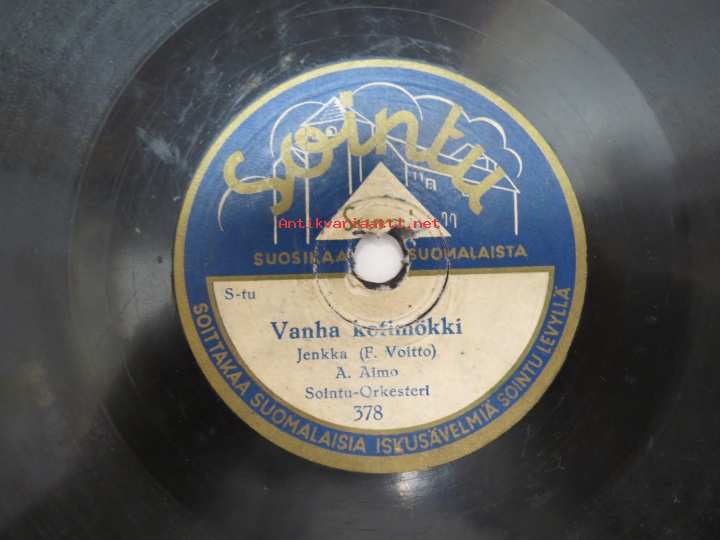 Sointu
Suomi
Antikvariaatti.net
SUOSIKAA SUOMALAISTA
S-tu
Vanha kotimökki
Jenkka (F. Voitto)
A. Aimo
Sointu-Orkesteri
378
SOITTAKAA SUOMALAISIA ISKUSÄVELMIÄ SOINTU LEVYLLÄ